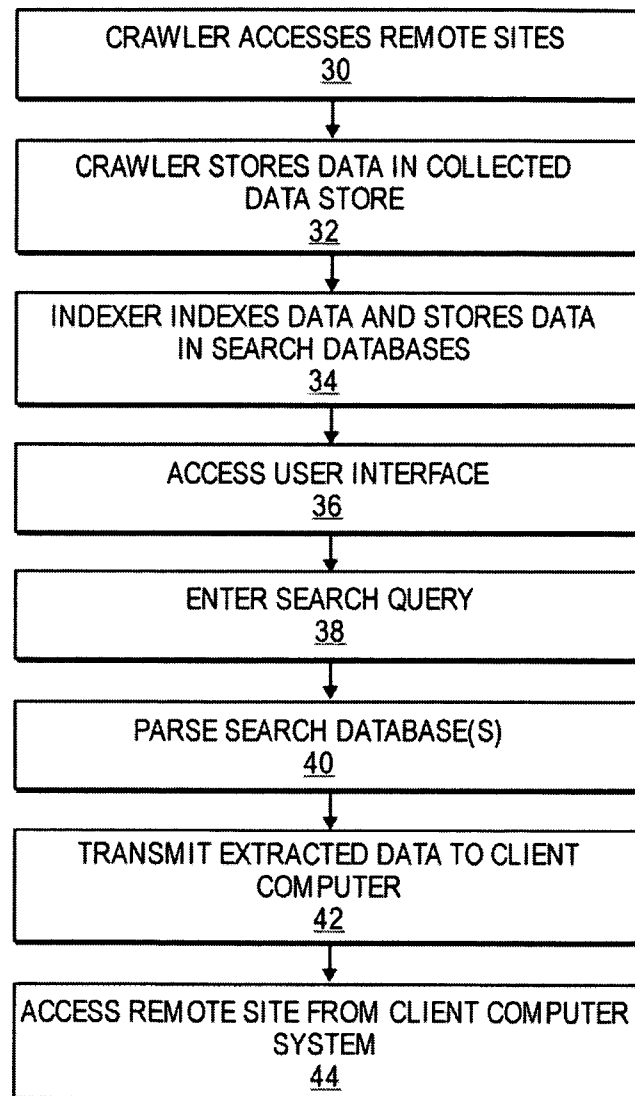 CRAWLER ACCESSES REMOTE SITES
30
CRAWLER STORES DATA IN COLLECTED
DATA STORE
32
INDEXER INDEXES DATA AND STORES DATA
IN SEARCH DATABASES
34
ACCESS USER INTERFACE
36
ENTER SEARCH QUERY
38
PARSE SEARCH DATABASE(S)
40
TRANSMIT EXTRACTED DATA TO CLIENT
COMPUTER
42
ACCESS REMOTE SITE FROM CLIENT COMPUTER
SYSTEM
44